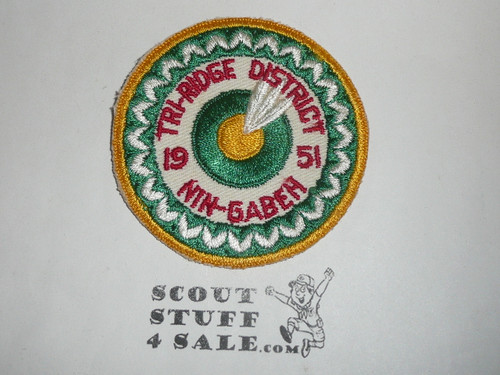 TRI-RIDGE DISTRICT
19 51
NIN-GABEH
SCOUT
STUFF
4 SALE.COM